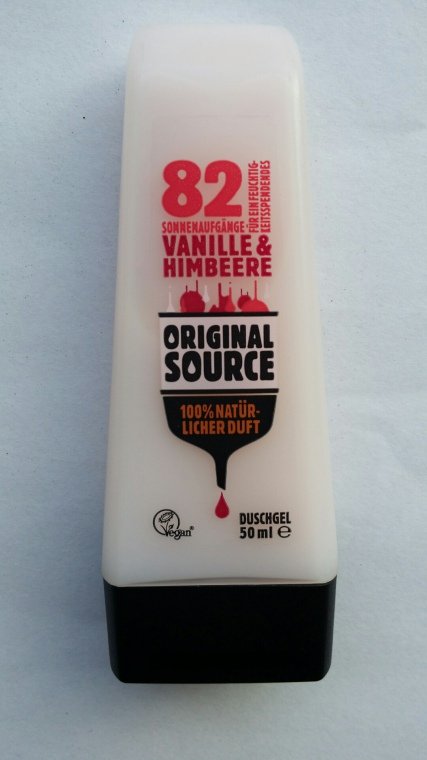 82
SONNENAUFGÄNGE •
FÜR EIN FEUCHTIG-
KEITSSPENDENDES
VANILLE &
HIMBEERE
ORIGINAL
SOURCE
100% NATÜR-
LICHER DUFT
Vegan®
DUSCHGEL
50 ml ℮